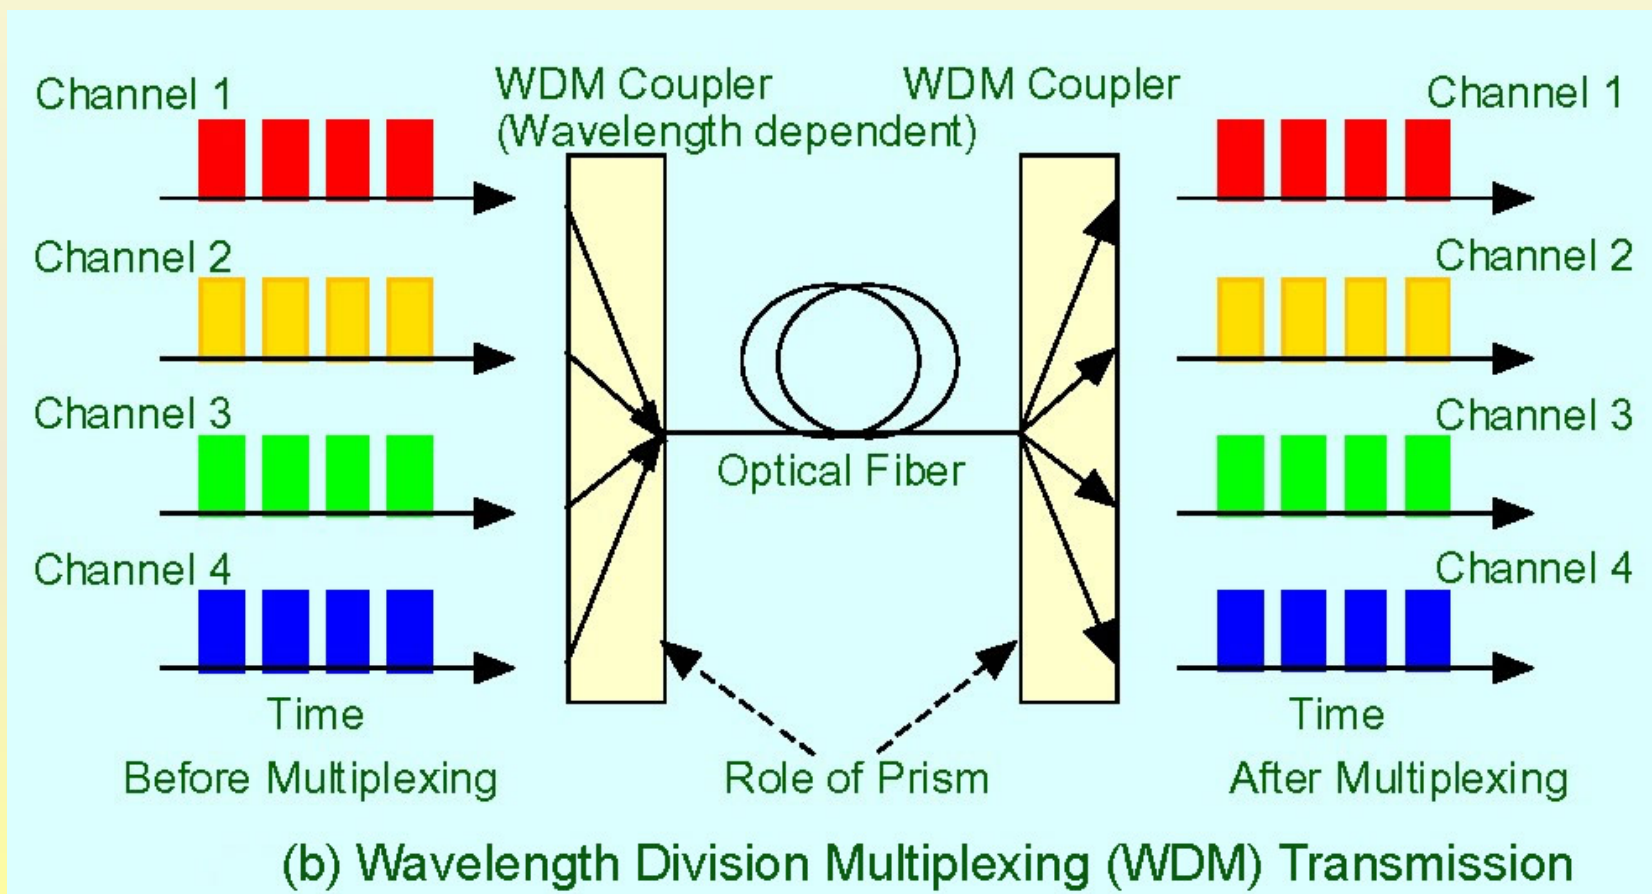 Channel 1
WDM Coupler
(Wavelength dependent)
WDM Coupler
Channel 1
Channel 2
Channel 2
Channel 3
Channel 3
Optical Fiber
Channel 4
Channel 4
Time
Time
Before Multiplexing
Role of Prism
After Multiplexing
(b) Wavelength Division Multiplexing (WDM) Transmission